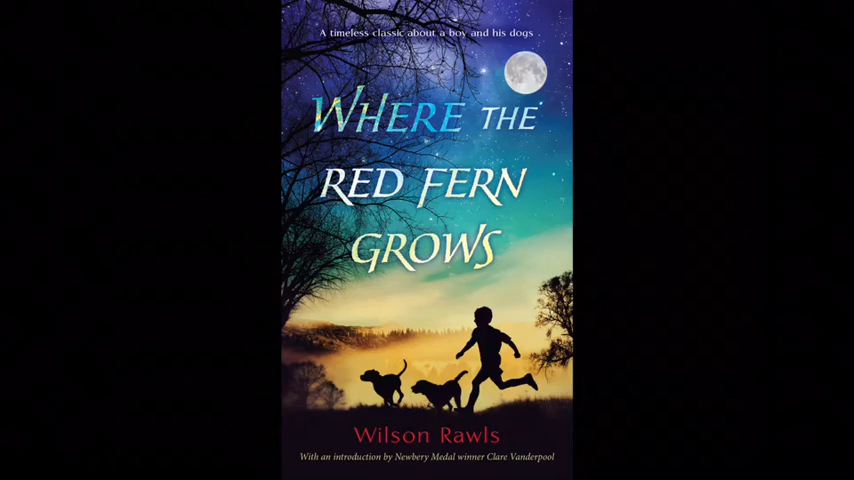 A timeless classic about a boy and his dogs
WHERE THE
RED FERN
GROWS
Wilson Rawls
With an introduction by Newbery Medal winner Clare Vanderpool